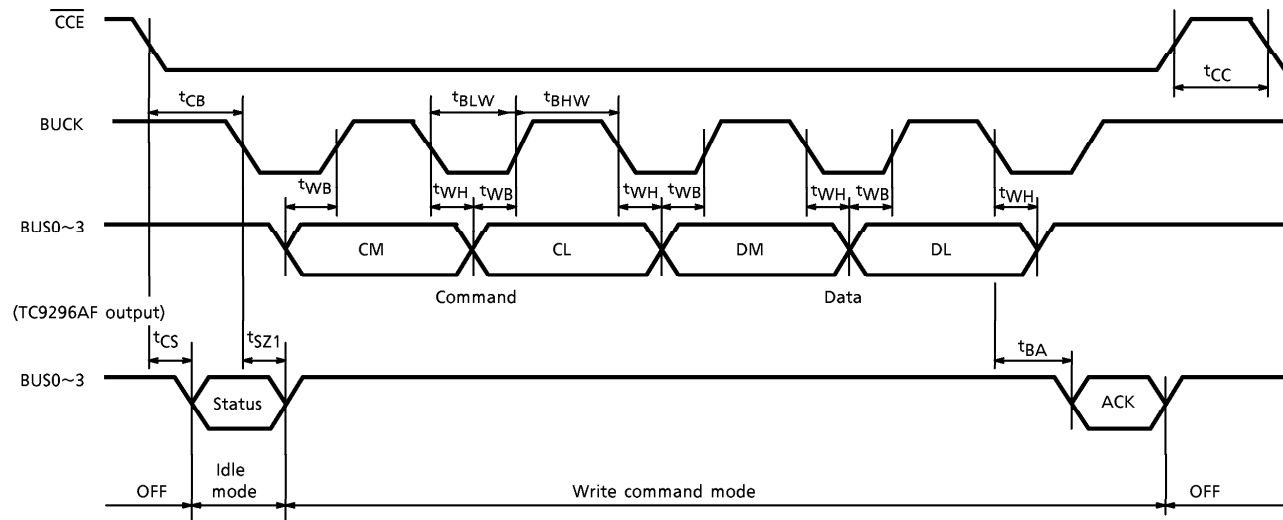 CCE
tCC
tCB
tBLW
tBHW
BUCK
tWB
tWH
tWB
tWH
tWB
tWH
tWB
tWH
BUS0~3
CM
CL
DM
DL
Command
Data
(TC9296AF output)
tCS
tSZ1
tBA
BUS0~3
Status
ACK
OFF
Idle
mode
Write command mode
OFF